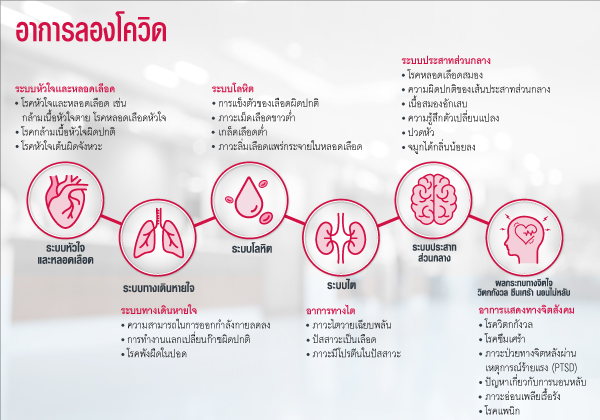 อาการลองโควิด
ระบบหัวใจและหลอดเลือด
• โรคหัวใจและหลอดเลือด เช่น
กล้ามเนื้อหัวใจตาย โรคหลอดเลือดหัวใจ
• โรคกล้ามเนื้อหัวใจผิดปกติ
• โรคหัวใจเต้นผิดจังหวะ
ระบบโลหิต
• การแข็งตัวของเลือดผิดปกติ
• ภาวะเม็ดเลือดขาวต่ำ
• เกล็ดเลือดต่ำ
• ภาวะลิ่มเลือดแพร่กระจายในหลอดเลือด
ระบบประสาทส่วนกลาง
• โรคหลอดเลือดสมอง
• ความผิดปกติของเส้นประสาทส่วนกลาง
• เนื้อสมองอักเสบ
• ความรู้สึกตัวเปลี่ยนแปลง
• ปวดหัว
• จมูกได้กลิ่นน้อยลง
ระบบหัวใจ
และหลอดเลือด
ระบบทางเดินหายใจ
ระบบโลหิต
ระบบไต
ระบบประสาท
ส่วนกลาง
ผลกระทบทางจิตใจ
วิตกกังวล ซึมเศร้า นอนไม่หลับ
ระบบทางเดินหายใจ
• ความสามารถในการออกกำลังกายลดลง
• การทำงานแลกเปลี่ยนก๊าซผิดปกติ
• โรคพังผืดในปอด
อาการทางไต
• ภาวะไตวายเฉียบพลัน
• ปัสสาวะเป็นเลือด
• ภาวะมีโปรตีนในปัสสาวะ
อาการแสดงทางจิตสังคม
• โรควิตกกังวล
• โรคซึมเศร้า
• ภาวะป่วยทางจิตหลังผ่าน
เหตุการณ์ร้ายแรง (PTSD)
• ปัญหาเกี่ยวกับการนอนหลับ
• ภาวะอ่อนเพลียเรื้อรัง
• โรคแพนิก